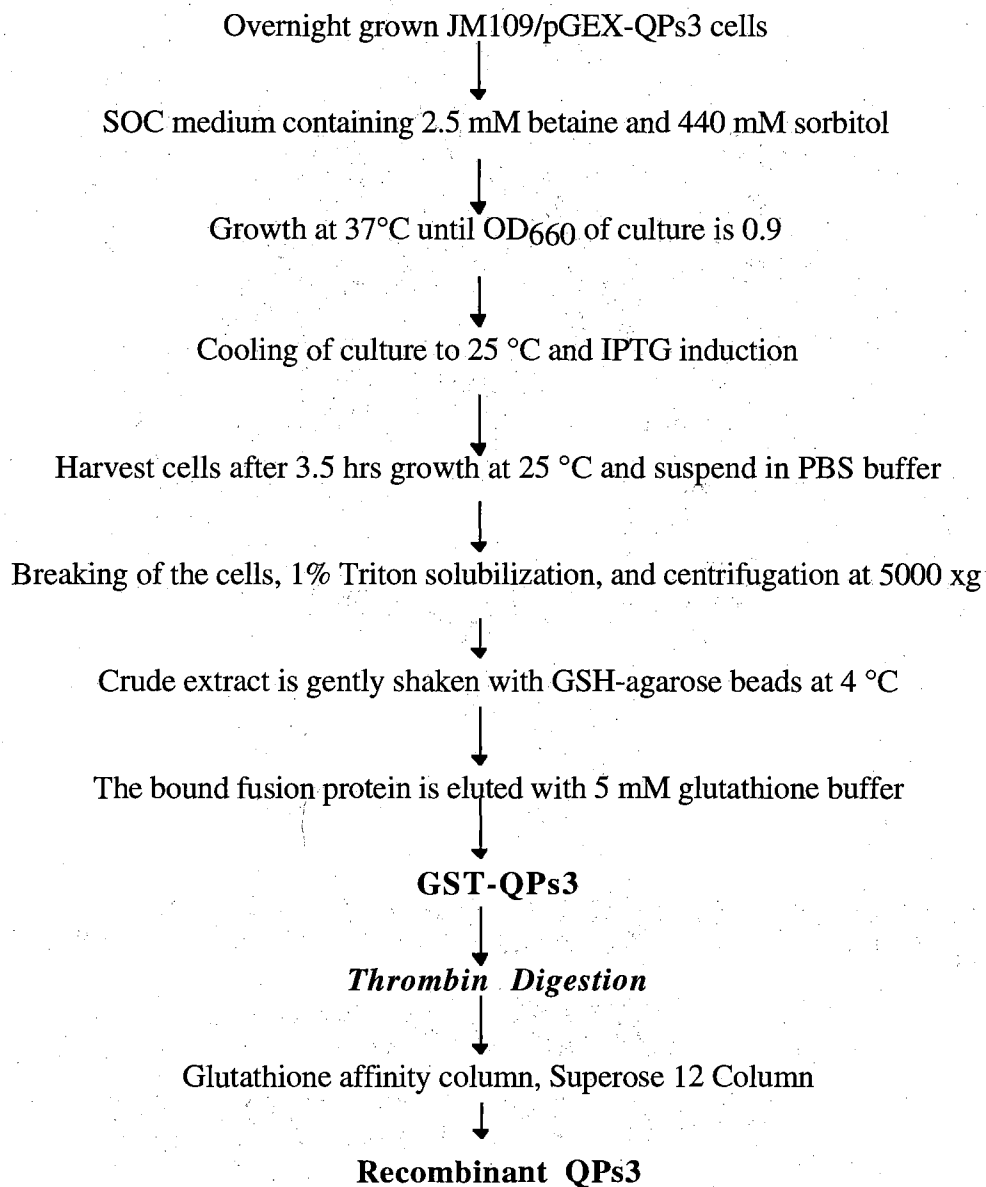 Overnight grown JM109/pGEX-QPs3 cells
SOC medium containing 2.5 mM betaine and 440 mM sorbitol
Growth at 37°C until OD660 of culture is 0.9
Cooling of culture to 25 °C and IPTG induction
Harvest cells after 3.5 hrs growth at 25 °C and suspend in PBS buffer
Breaking of the cells, 1% Triton solubilization, and centrifugation at 5000 xg
Crude extract is gently shaken with GSH-agarose beads at 4 °C
The bound fusion protein is eluted with 5 mM glutathione buffer
GST-QPs3
Thrombin Digestion
Glutathione affinity column, Superose 12 Column
Recombinant QPs3